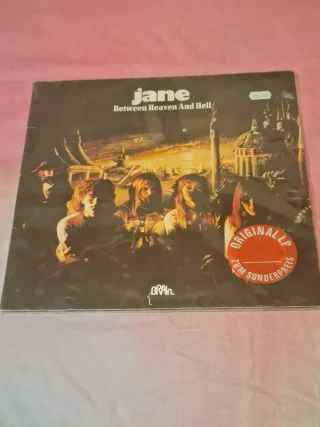 jane
Between Heaven And Hell
ORIGINAL LP
ZUM SONDERPREIS
BRAIN